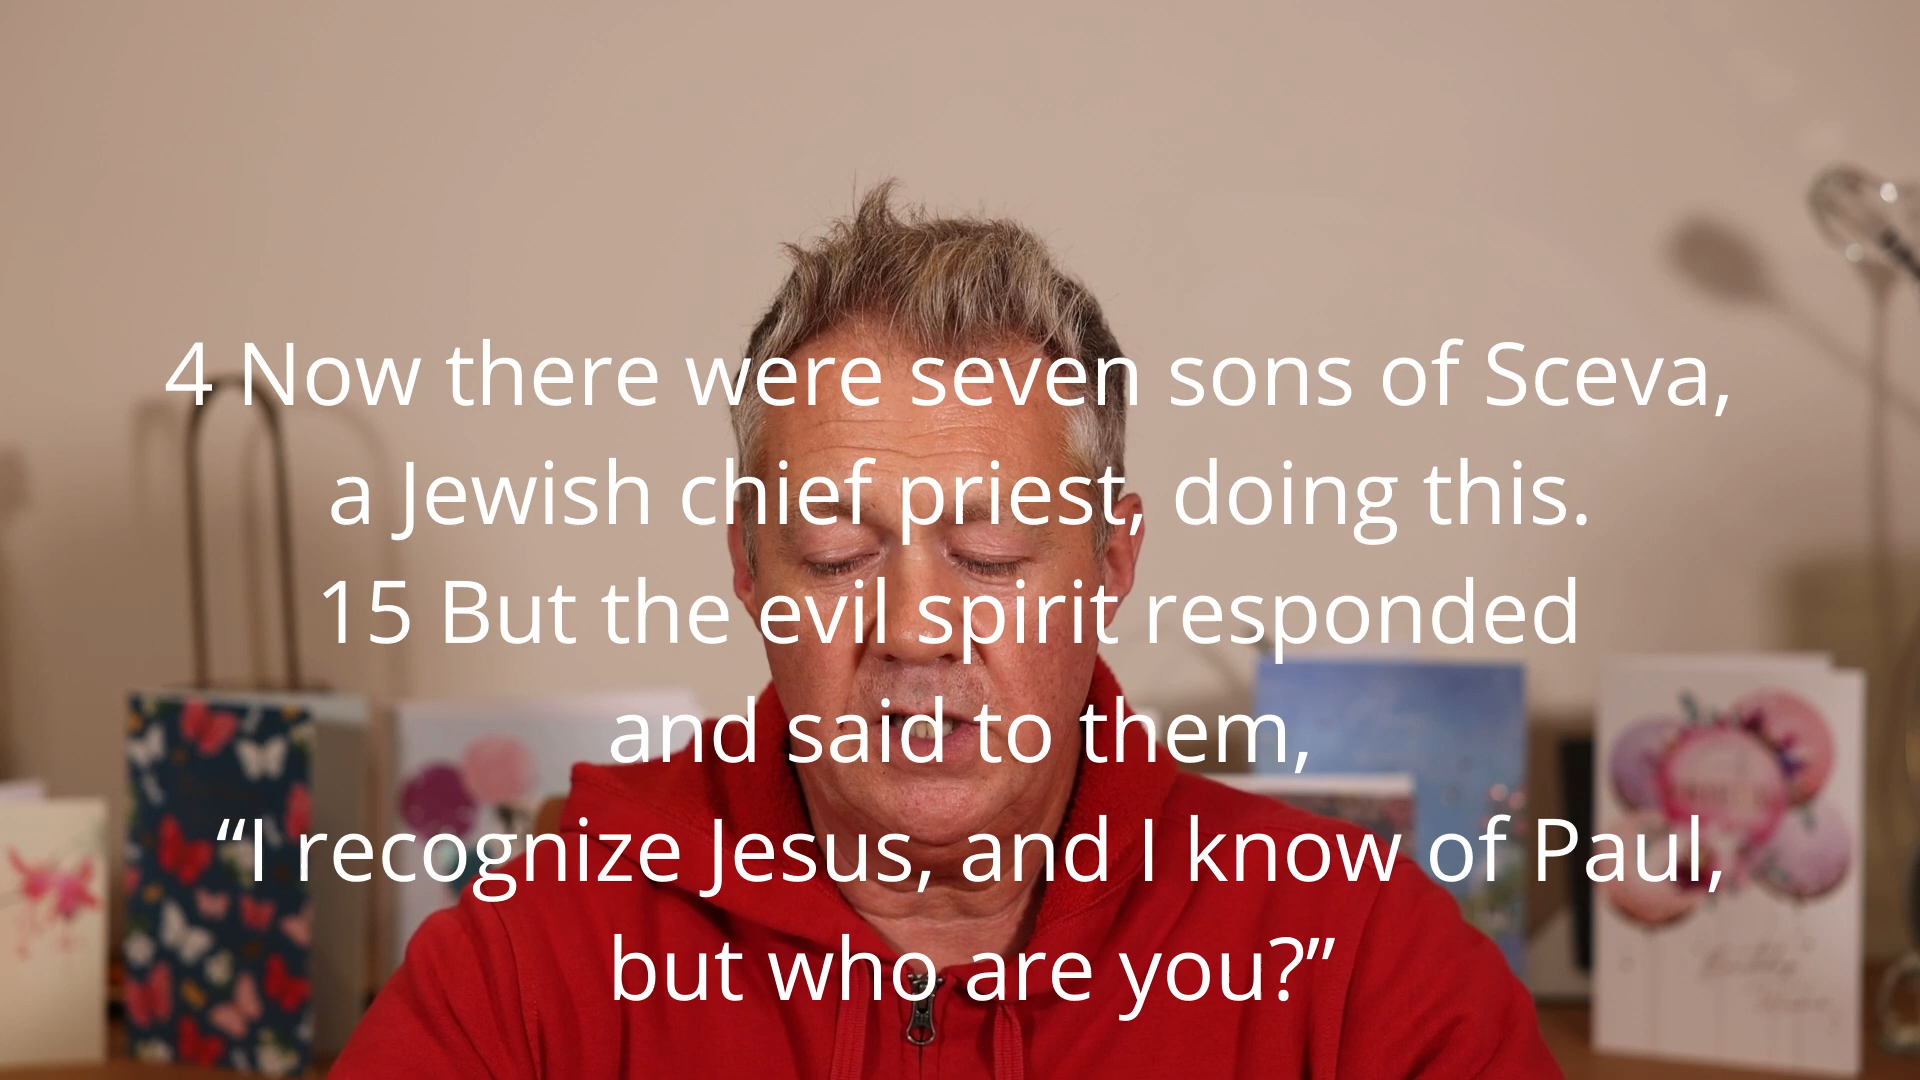 4 Now there were seven sons of Sceva,
a Jewish chief priest, doing this.
15 But the evil spirit responded
and said to them,
“I recognize Jesus, and I know of Paul,
but who are you?”